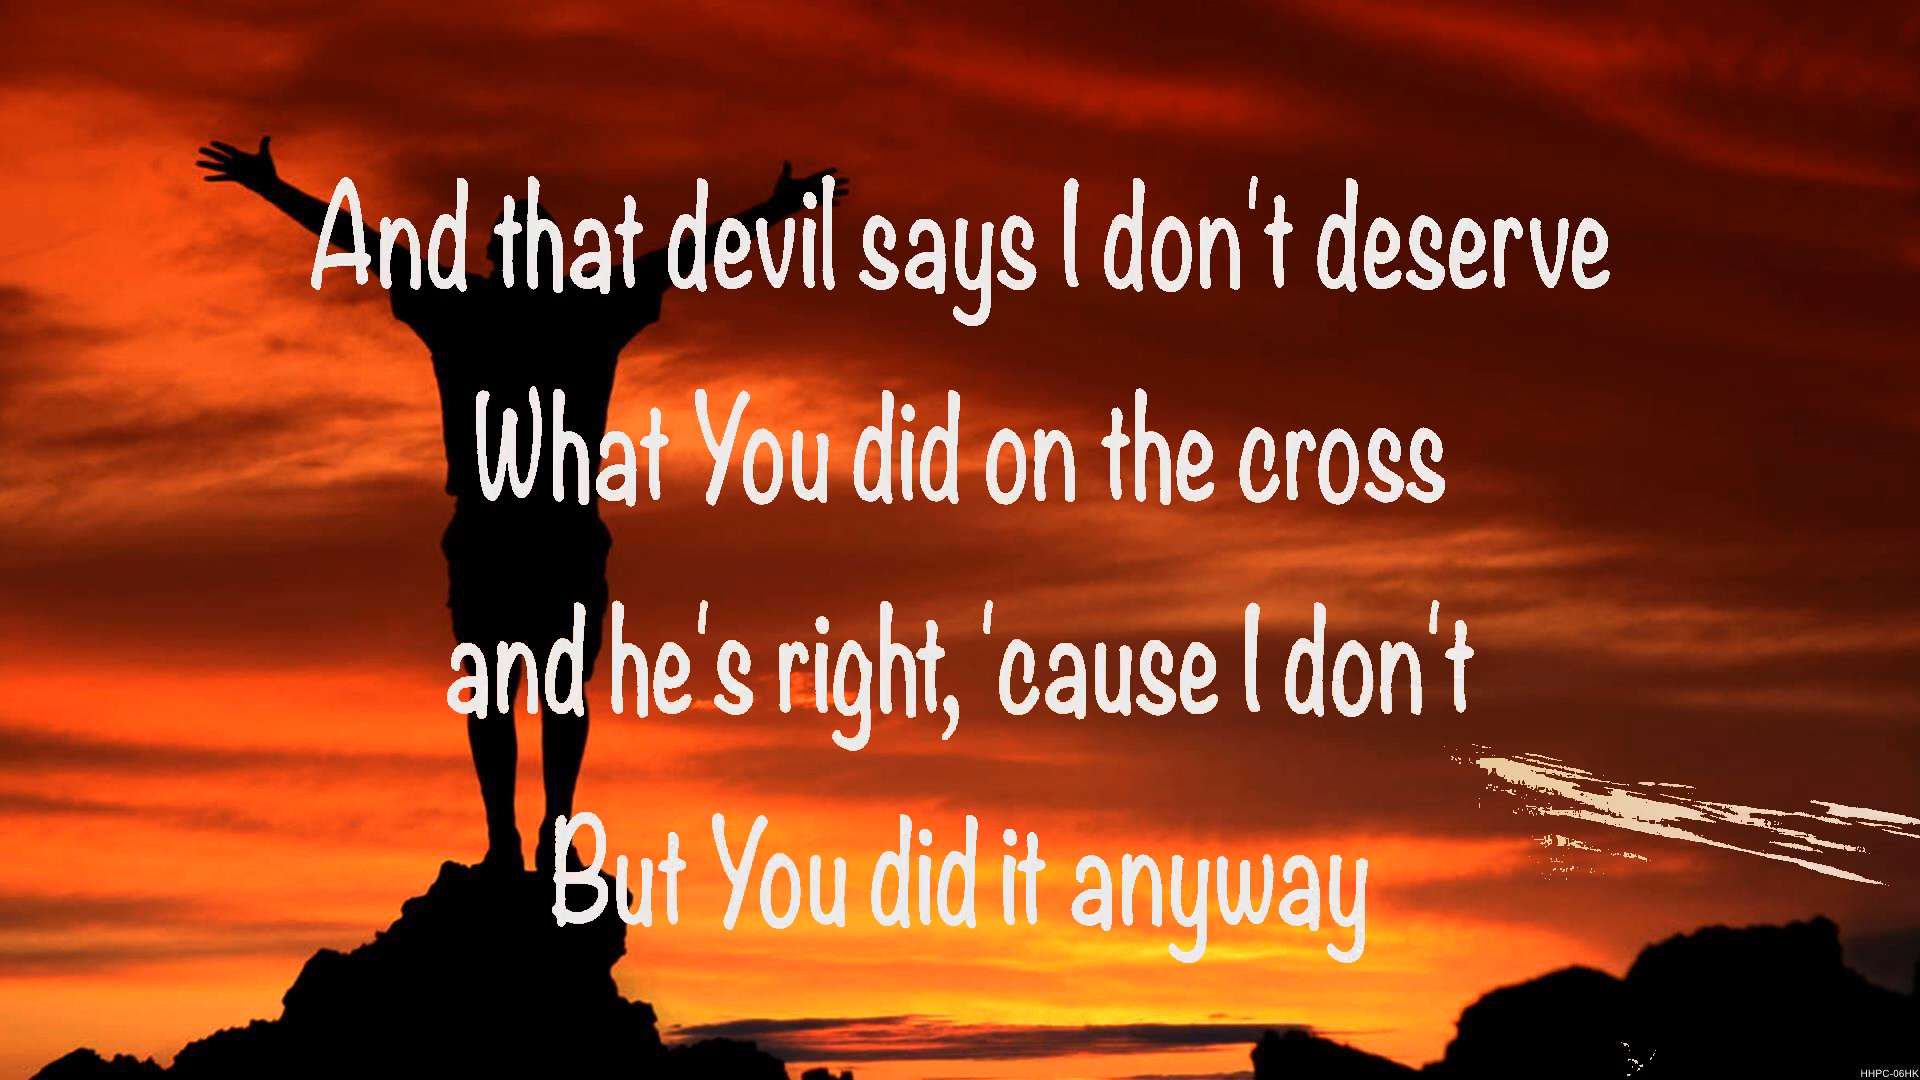 And that devil says I don't deserve
What You did on the cross
and he's right, 'cause I don't
But You did it anyway
HHPC-06HK